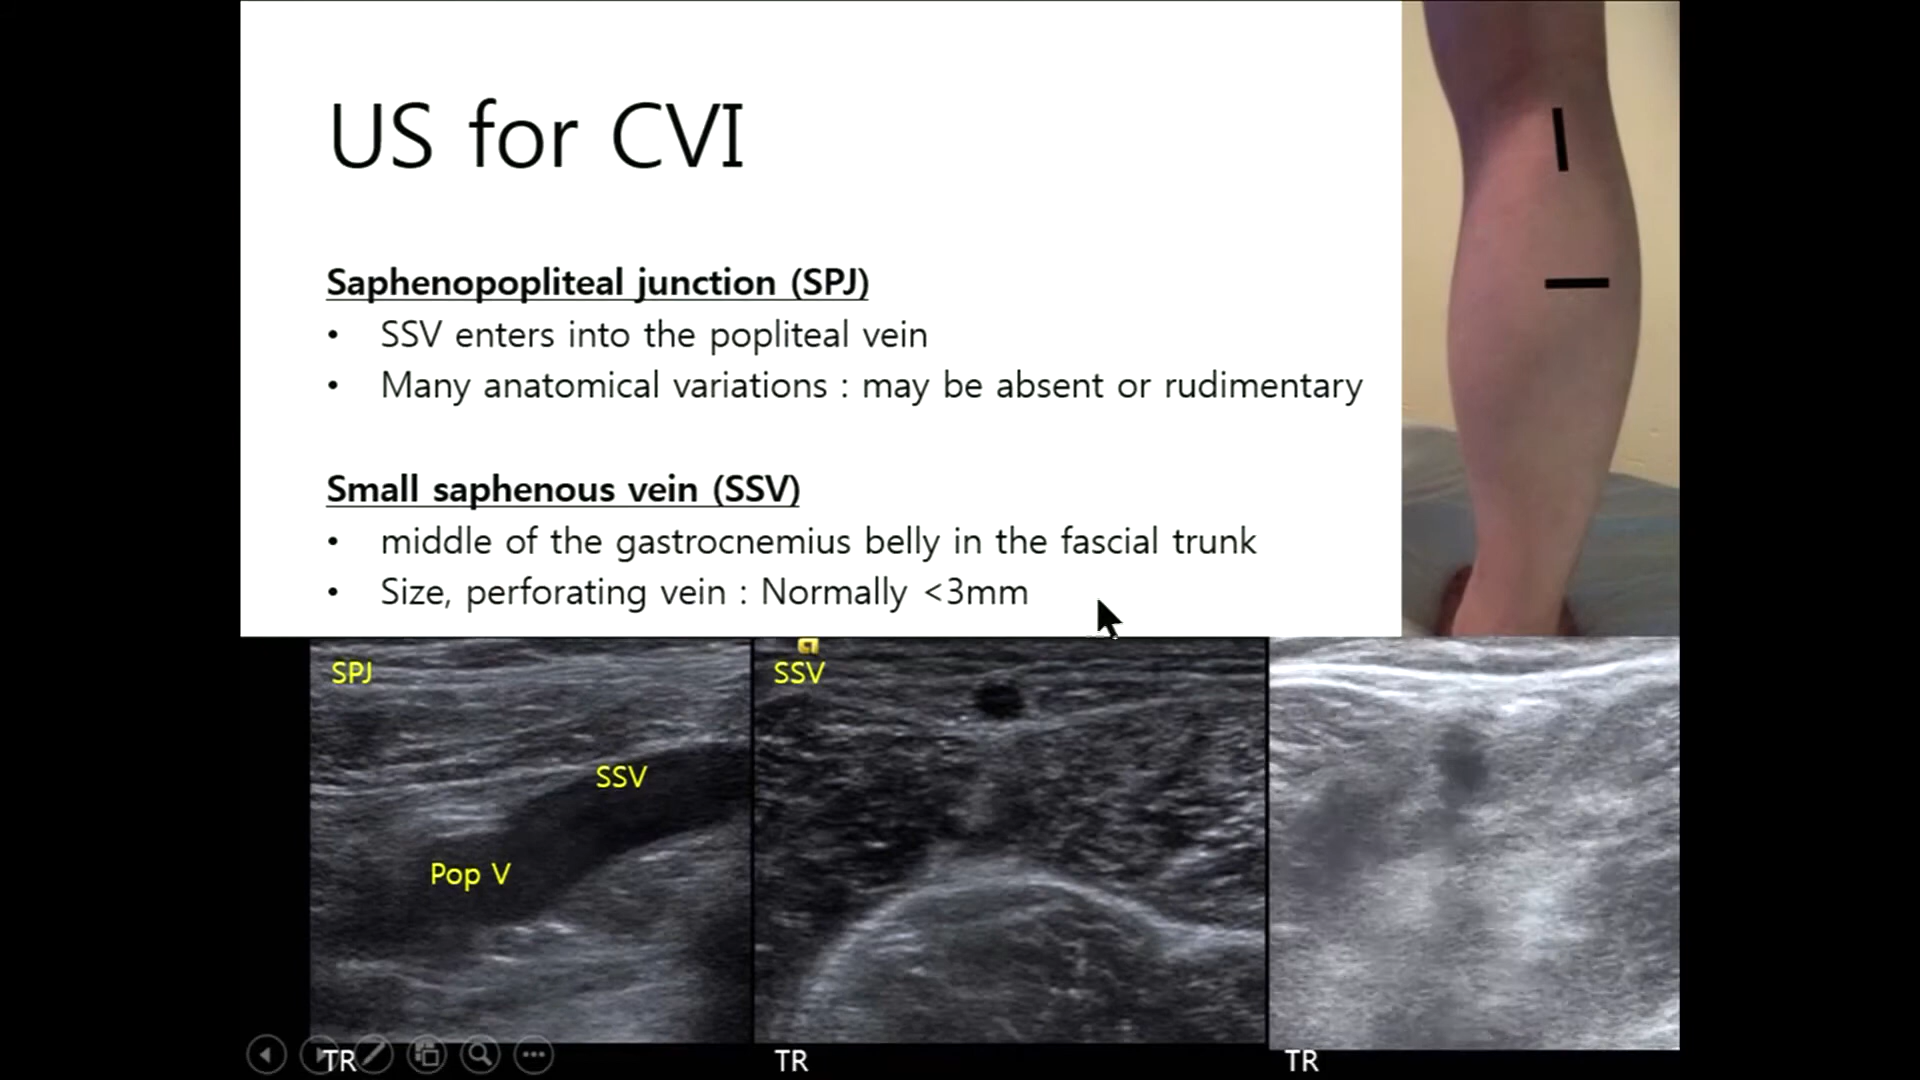 US for CVI
Saphenopopliteal junction (SPJ)
• SSV enters into the popliteal vein
• Many anatomical variations : may be absent or rudimentary
Small saphenous vein (SSV)
• middle of the gastrocnemius belly in the fascial trunk
• Size, perforating vein : Normally <3mm
SPJ
SSV
Pop V
SSV
TR
TR
TR